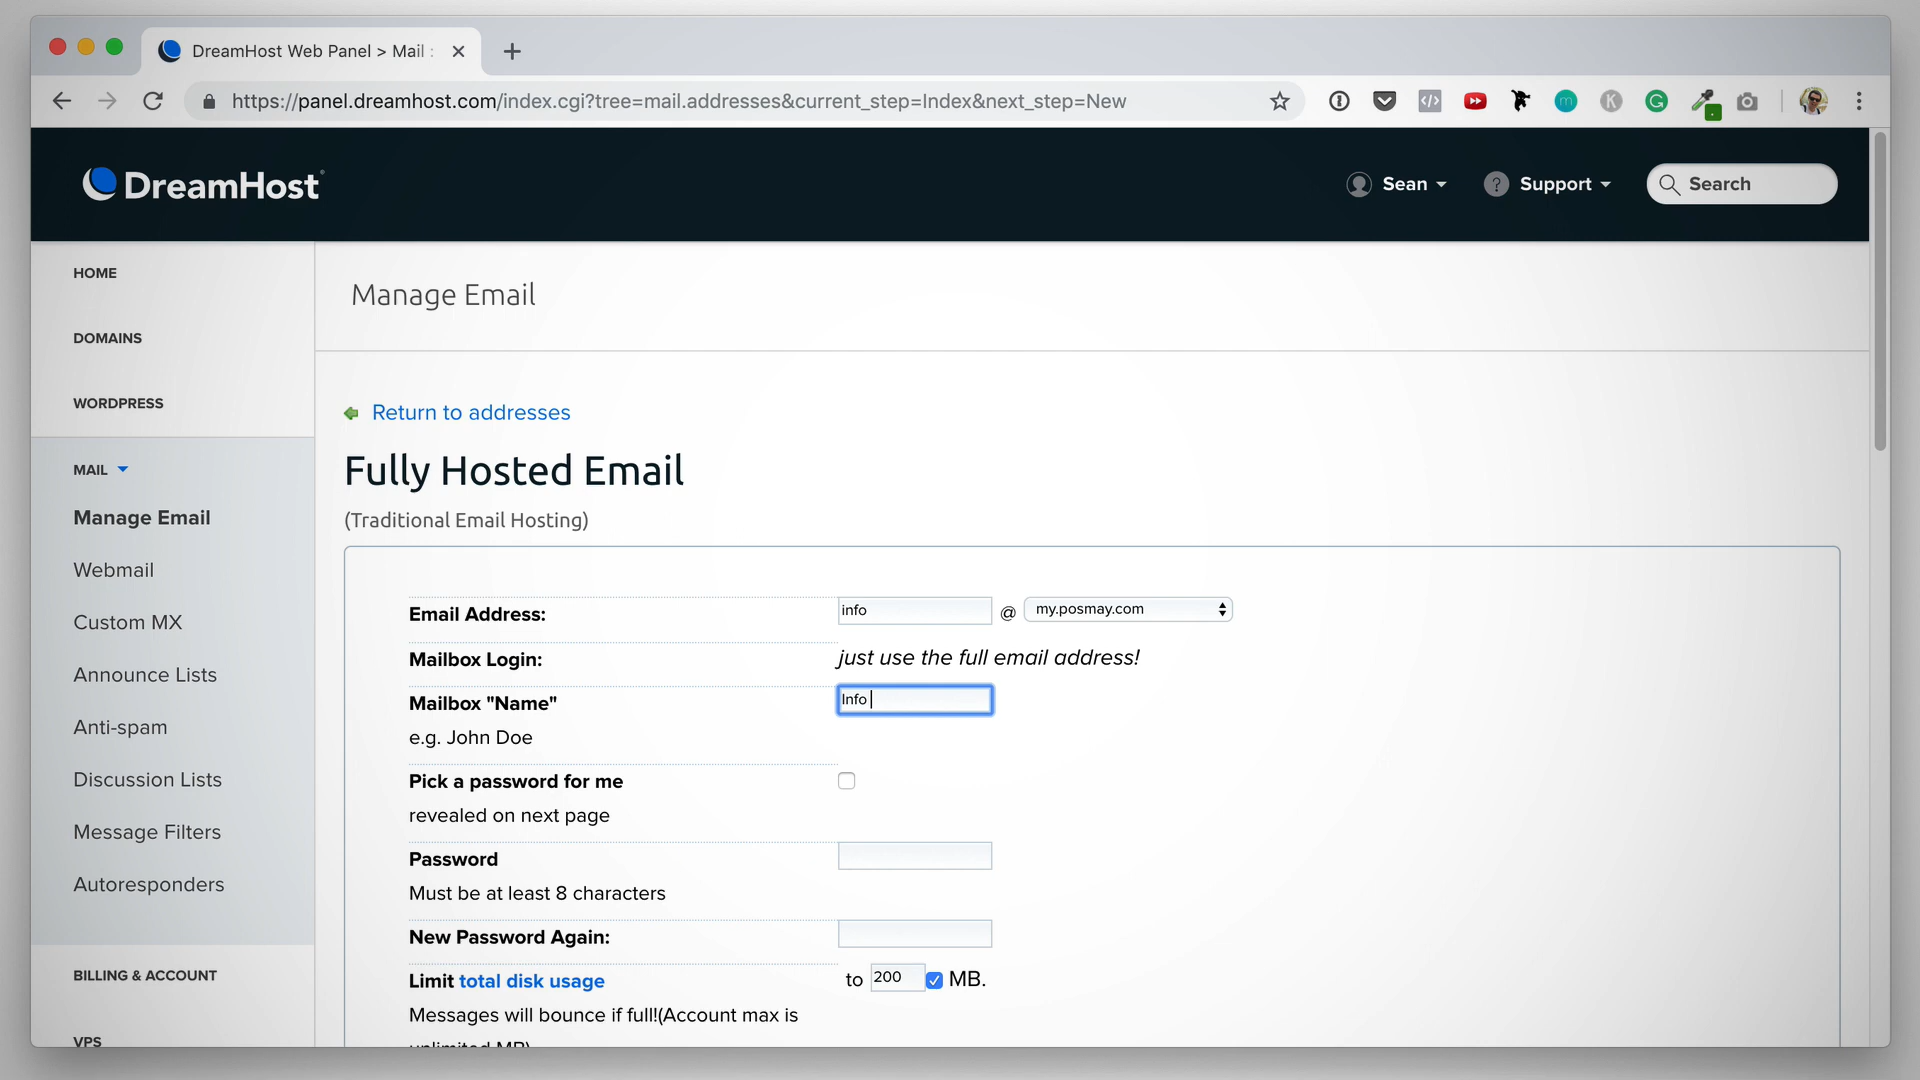 DreamHost Web Panel > Mail :
https://panel.dreamhost.com/index.cgi?tree=mail.addresses&current_step=Index&next_step=New
DreamHost
Sean
Support
Search
HOME
DOMAINS
WORDPRESS
MAIL
Manage Email
Webmail
Custom MX
Announce Lists
Anti-spam
Discussion Lists
Message Filters
Autoresponders
BILLING & ACCOUNT
VPS
Manage Email
Return to addresses
Fully Hosted Email
(Traditional Email Hosting)
Email Address: info @ my.posmay.com
Mailbox Login: just use the full email address!
Mailbox "Name" Info
e.g. John Doe
Pick a password for me
revealed on next page
Password
Must be at least 8 characters
New Password Again:
Limit total disk usage to 200 MB.
Messages will bounce if full!(Account max is
unlimited MB)